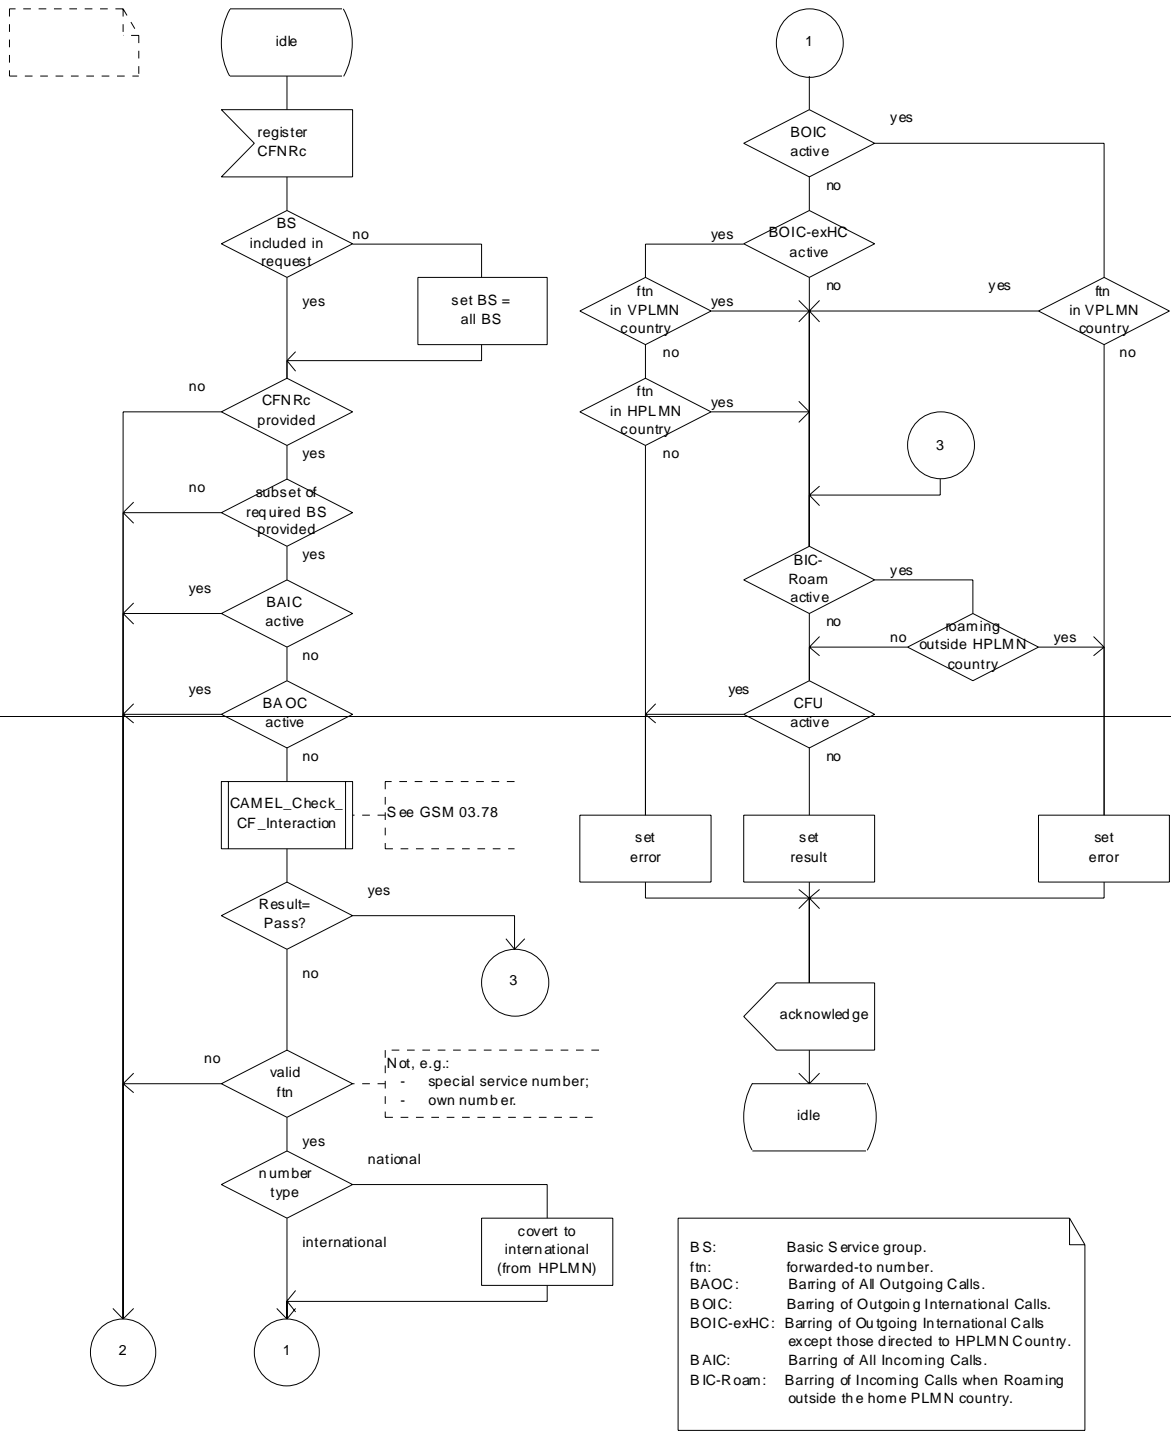 idle
register
CFNRc
BS
included in
request
no
yes
set BS =
all BS
no
CFNRc
provided
yes
no
subset of
required BS
provided
yes
yes
BAIC
active
no
yes
BAOC
active
no
CAMEL_Check_
CF_Interaction
See GSM 03.78
Result=
Pass?
yes
3
no
no
valid
ftn
Not, e.g.:
- special service number;
- own number.
yes
number
type
national
international
covert to
international
(from HPLMN)
2
1
1
BOIC
active
yes
no
yes
BOIC-exHC
active
no
ftn
in VPLMN
country
yes
yes
ftn
in VPLMN
country
no
no
ftn
in HPLMN
country
yes
no
3
BIC-
Roam
active
yes
no
no
roaming
outside HPLMN
country
yes
yes
CFU
active
no
set
error
set
result
set
error
acknowledge
idle
BS: Basic Service group.
ftn: forwarded-to number.
BAOC: Barring of All Outgoing Calls.
BOIC: Barring of Outgoing International Calls.
BOIC-exHC: Barring of Outgoing International Calls
except those directed to HPLMN Country.
BAIC: Barring of All Incoming Calls.
BIC-Roam: Barring of Incoming Calls when Roaming
outside the home PLMN country.